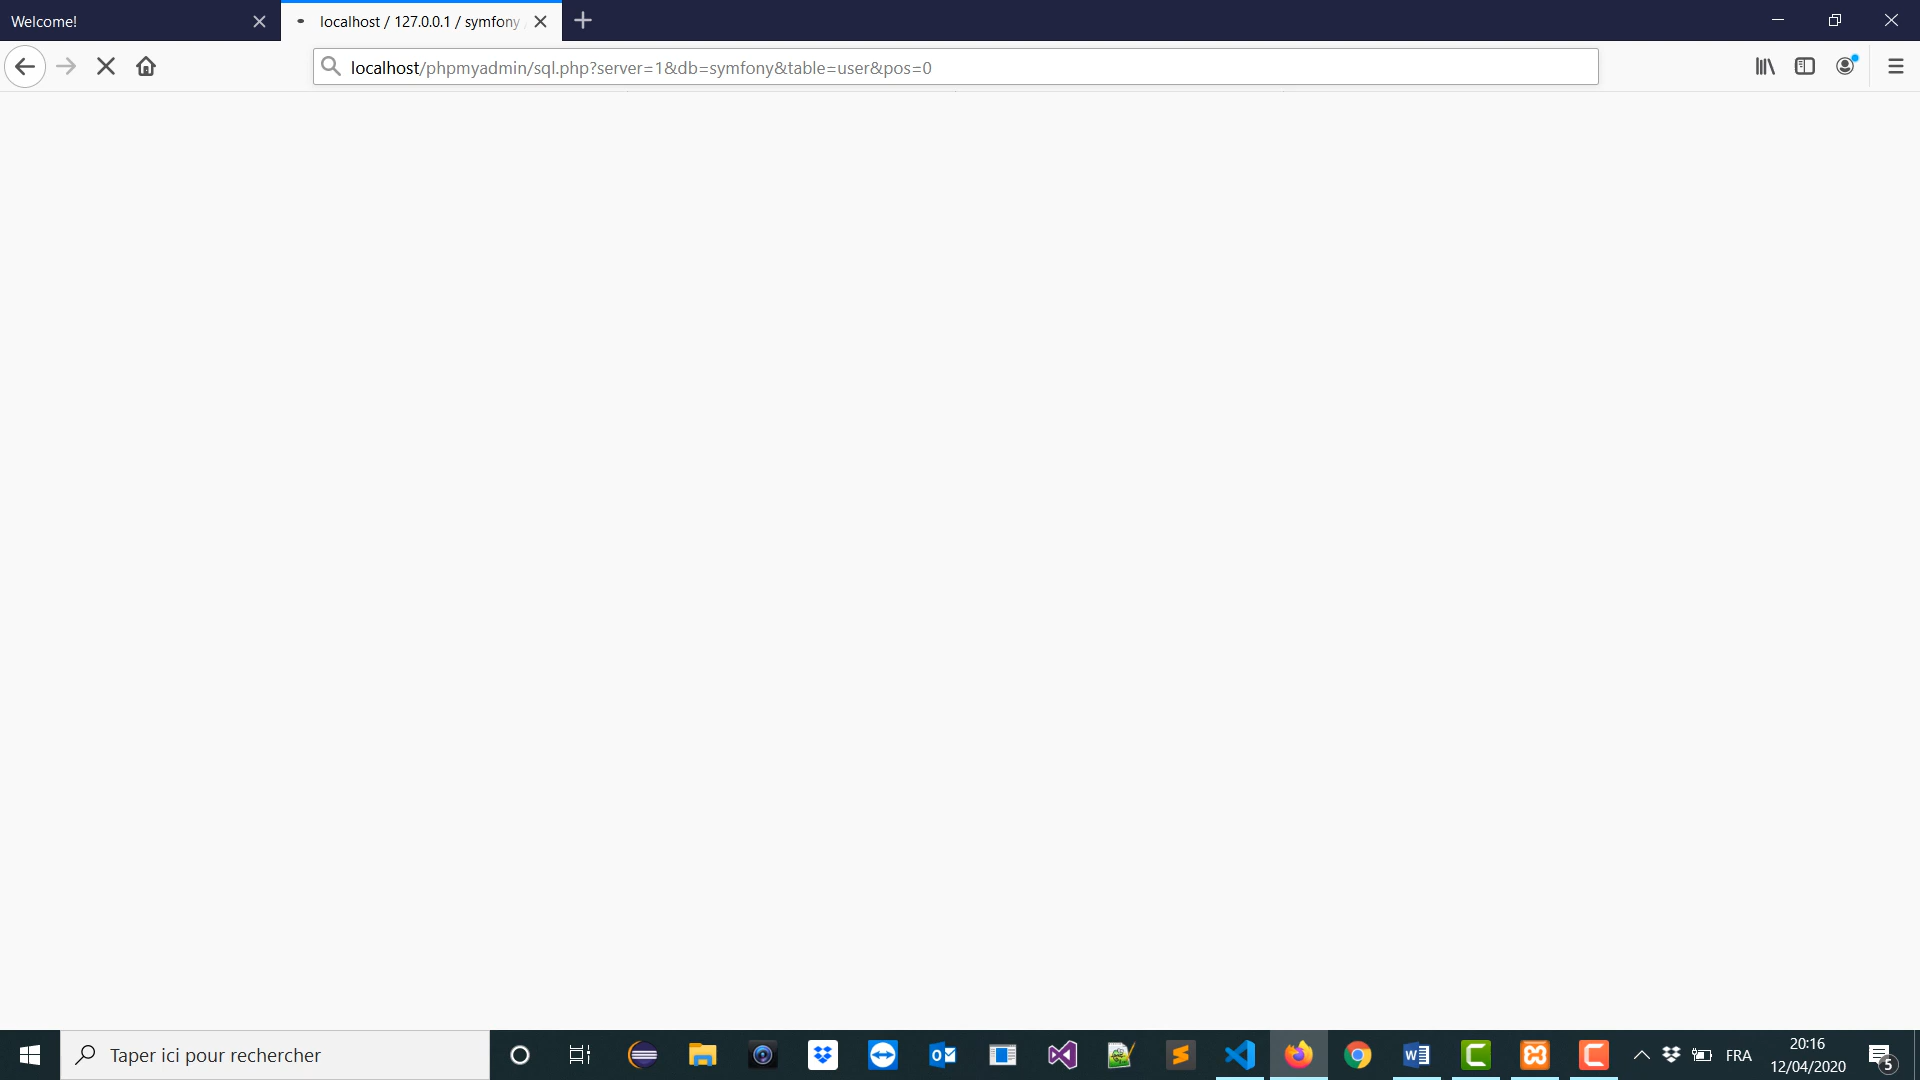 Welcome!
localhost / 127.0.0.1 / symfony
localhost/phpmyadmin/sql.php?server=1&db=symfony&table=user&pos=0
Taper ici pour rechercher
FRA
20:16
12/04/2020
5